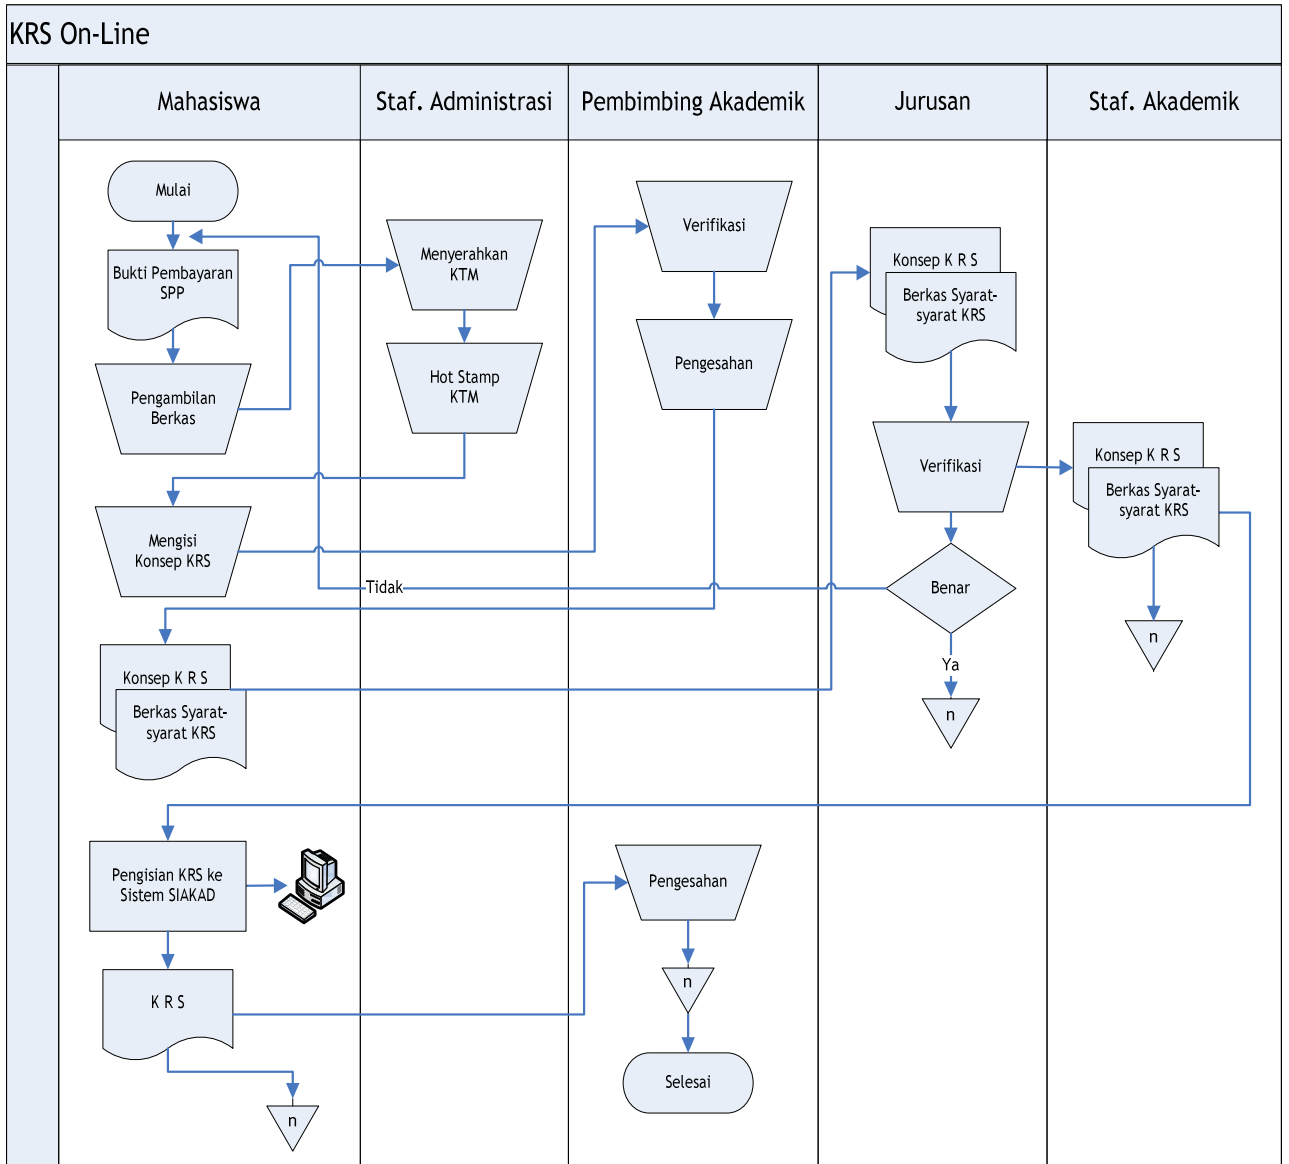 KRS On-Line
Mahasiswa
Staf. Administrasi
Pembimbing Akademik
Jurusan
Staf. Akademik
Mulai
Bukti Pembayaran
SPP
Pengambilan
Berkas
Mengisi
Konsep KRS
Konsep K R S
Berkas Syarat-
syarat KRS
Pengisian KRS ke
Sistem SIAKAD
K R S
n
Menyerahkan
KTM
Hot Stamp
KTM
Tidak
Verifikasi
Pengesahan
Pengesahan
n
Selesai
Konsep K R S
Berkas Syarat-
syarat KRS
Verifikasi
Benar
Ya
n
Konsep K R S
Berkas Syarat-
syarat KRS
n